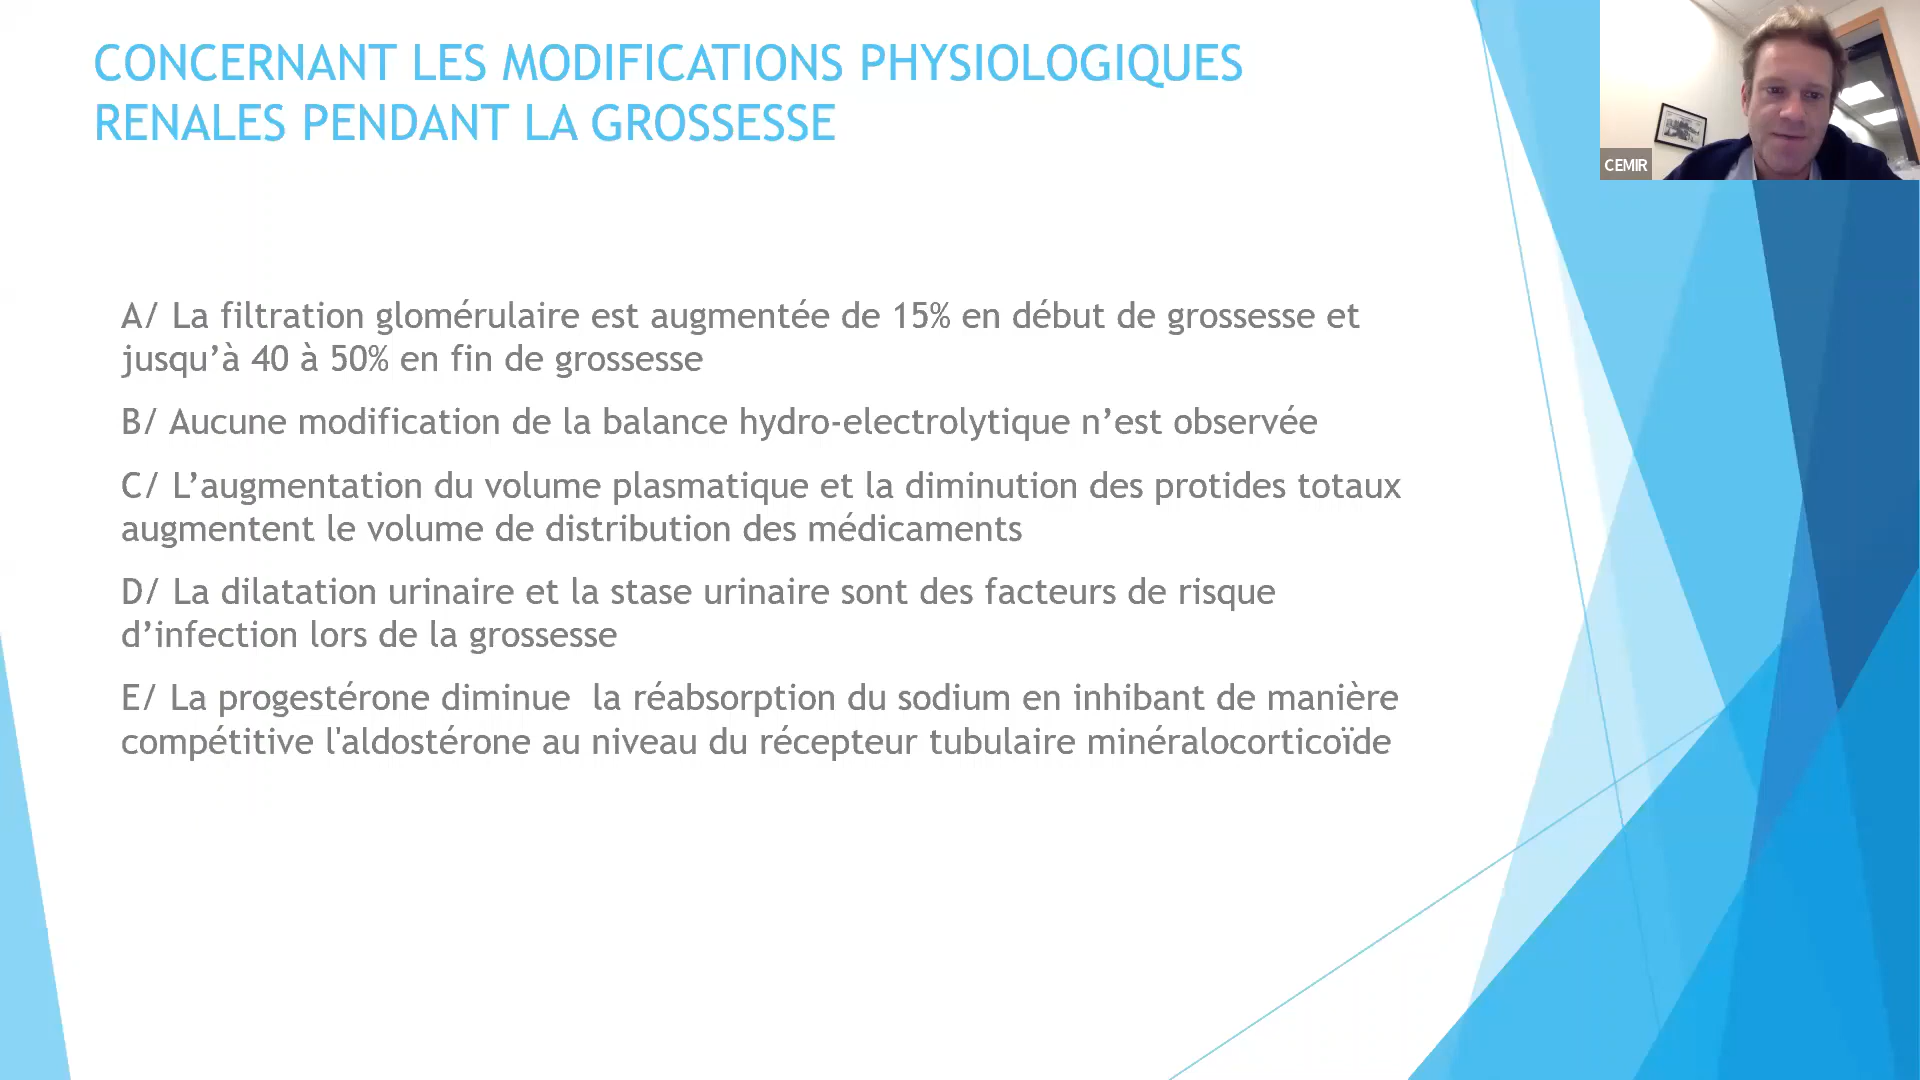 CONCERNANT LES MODIFICATIONS PHYSIOLOGIQUES
RENALES PENDANT LA GROSSESSE
CEMIR
A/ La filtration glomérulaire est augmentée de 15% en début de grossesse et
jusqu’à 40 à 50% en fin de grossesse
B/ Aucune modification de la balance hydro-electrolytique n’est observée
C/ L’augmentation du volume plasmatique et la diminution des protides totaux
augmentent le volume de distribution des médicaments
D/ La dilatation urinaire et la stase urinaire sont des facteurs de risque
d’infection lors de la grossesse
E/ La progestérone diminue  la réabsorption du sodium en inhibant de manière
compétitive l'aldostérone au niveau du récepteur tubulaire minéralocorticoïde